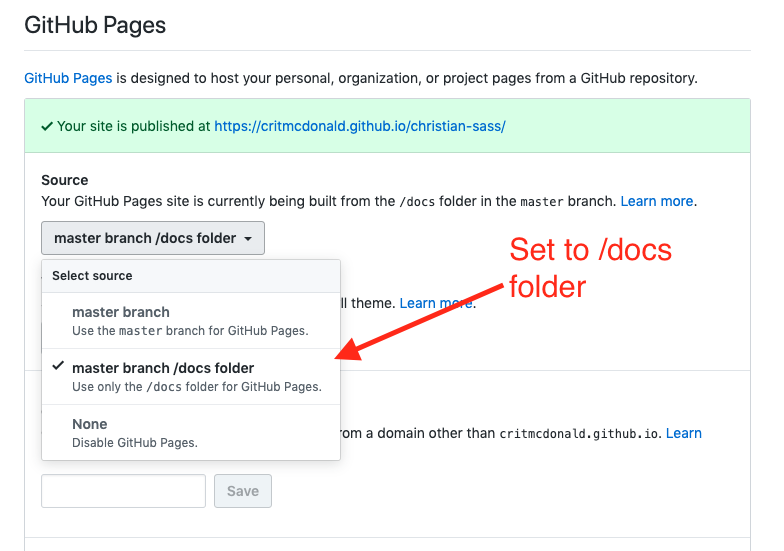 GitHub Pages
GitHub Pages is designed to host your personal, organization, or project pages from a GitHub repository.
Your site is published at https://critmcdonald.github.io/christian-sass/
Source
Your GitHub Pages site is currently being built from the /docs folder in the master branch. Learn more.
master branch /docs folder
Set to /docs
folder
Select source
master branch
Use the master branch for GitHub Pages.
theme. Learn more.
master branch /docs folder
Use only the /docs folder for GitHub Pages.
None
Disable GitHub Pages.
from a domain other than critmcdonald.github.io. Learn
Save